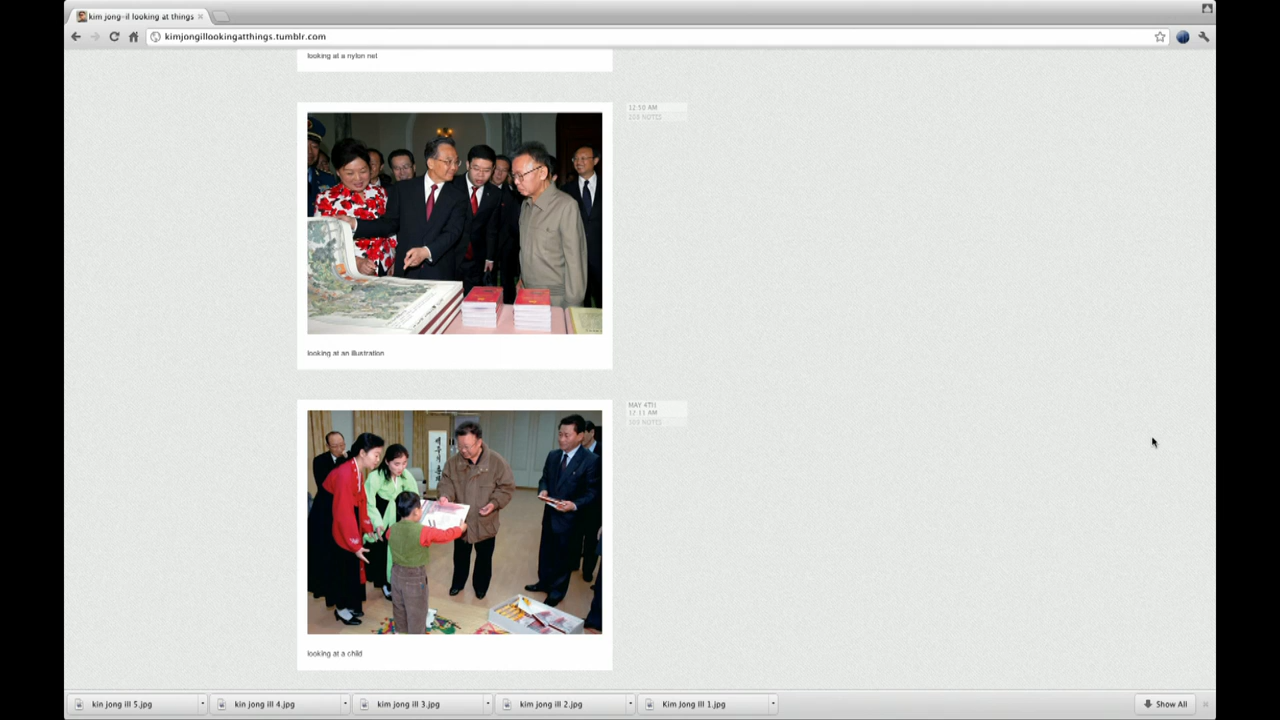 kim jong-il looking at things
kimjongillookingatthings.tumblr.com
looking at a nylon net
12:50 AM
looking at an illustration
MAY 4TH
12:11 AM
looking at a child
kin jong ill 5.jpg
kin jong ill 4.jpg
kim jong ill 3.jpg
kim jong ill 2.jpg
Kim Jong Ill 1.jpg
Show All